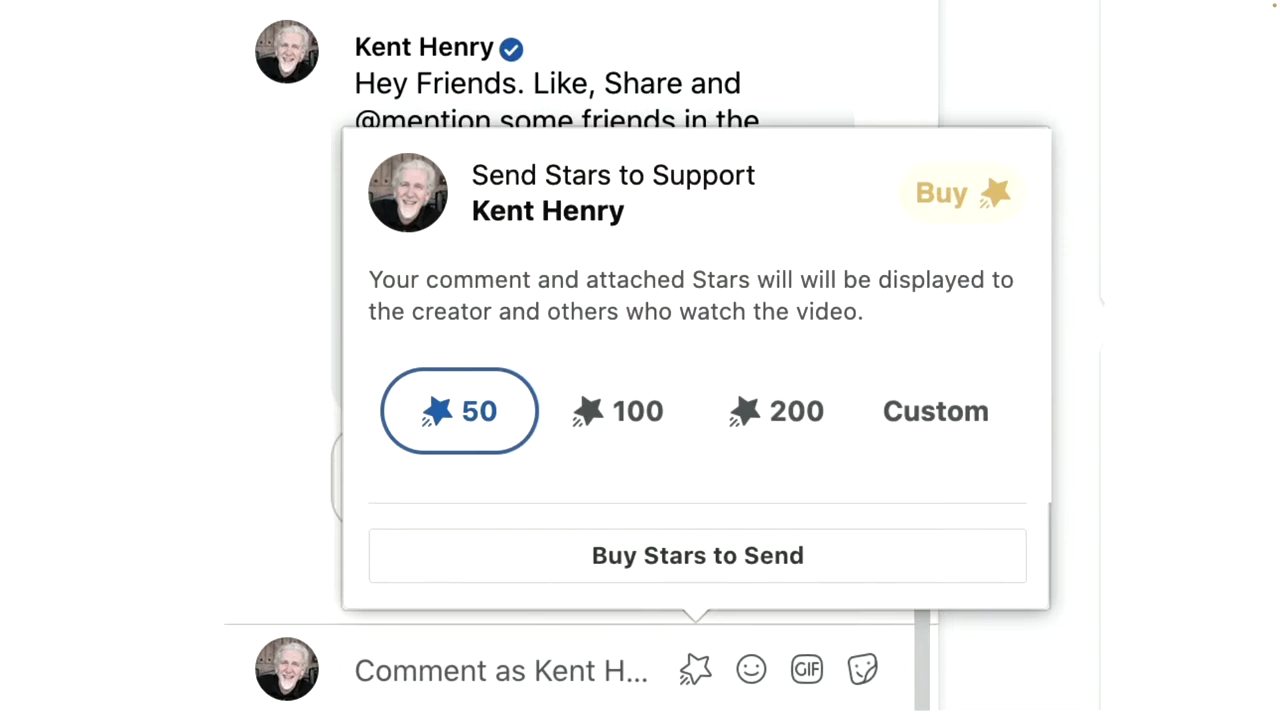 Kent Henry
Hey Friends. Like, Share and
@mention some friends in the
Send Stars to Support
Kent Henry
Buy
Your comment and attached Stars will will be displayed to
the creator and others who watch the video.
50 100 200 Custom
Buy Stars to Send
Comment as Kent H... GIF